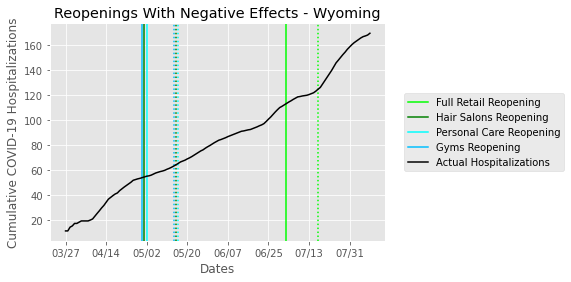 Reopenings With Negative Effects - Wyoming
Cumulative COVID-19 Hospitalizations
160
140
120
100
80
60
40
20
03/27 04/14 05/02 05/20 06/07 06/25 07/13 07/31
Dates
Full Retail Reopening
Hair Salons Reopening
Personal Care Reopening
Gyms Reopening
Actual Hospitalizations